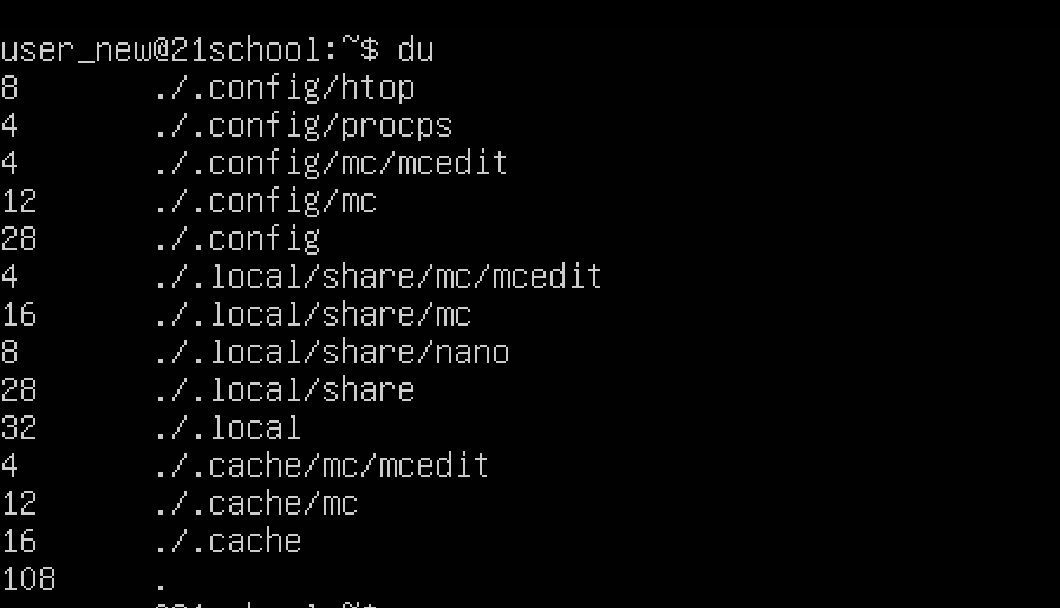 user_new@21school:~$ du
8       ./.config/htop
4       ./.config/procps
4       ./.config/mc/mcedit
12      ./.config/mc
28      ./.config
4       ./.local/share/mc/mcedit
16      ./.local/share/mc
8       ./.local/share/nano
28      ./.local/share
32      ./.local
4       ./.cache/mc/mcedit
12      ./.cache/mc
16      ./.cache
108     .